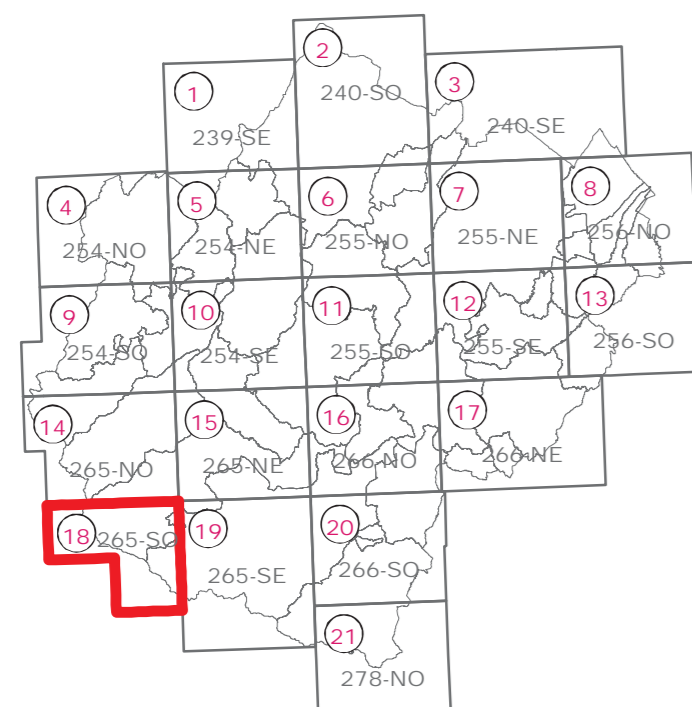 2
240-SO
1
239-SE
3
240-SE
4
254-NO
5
254-NE
6
255-NO
7
255-NE
8
256-NO
9
254-SO
10
254-SE
11
255-SO
12
255-SE
13
256-SO
14
265-NO
15
265-NE
16
266-NO
17
266-NE
18
265-SO
19
265-SE
20
266-SO
21
278-NO